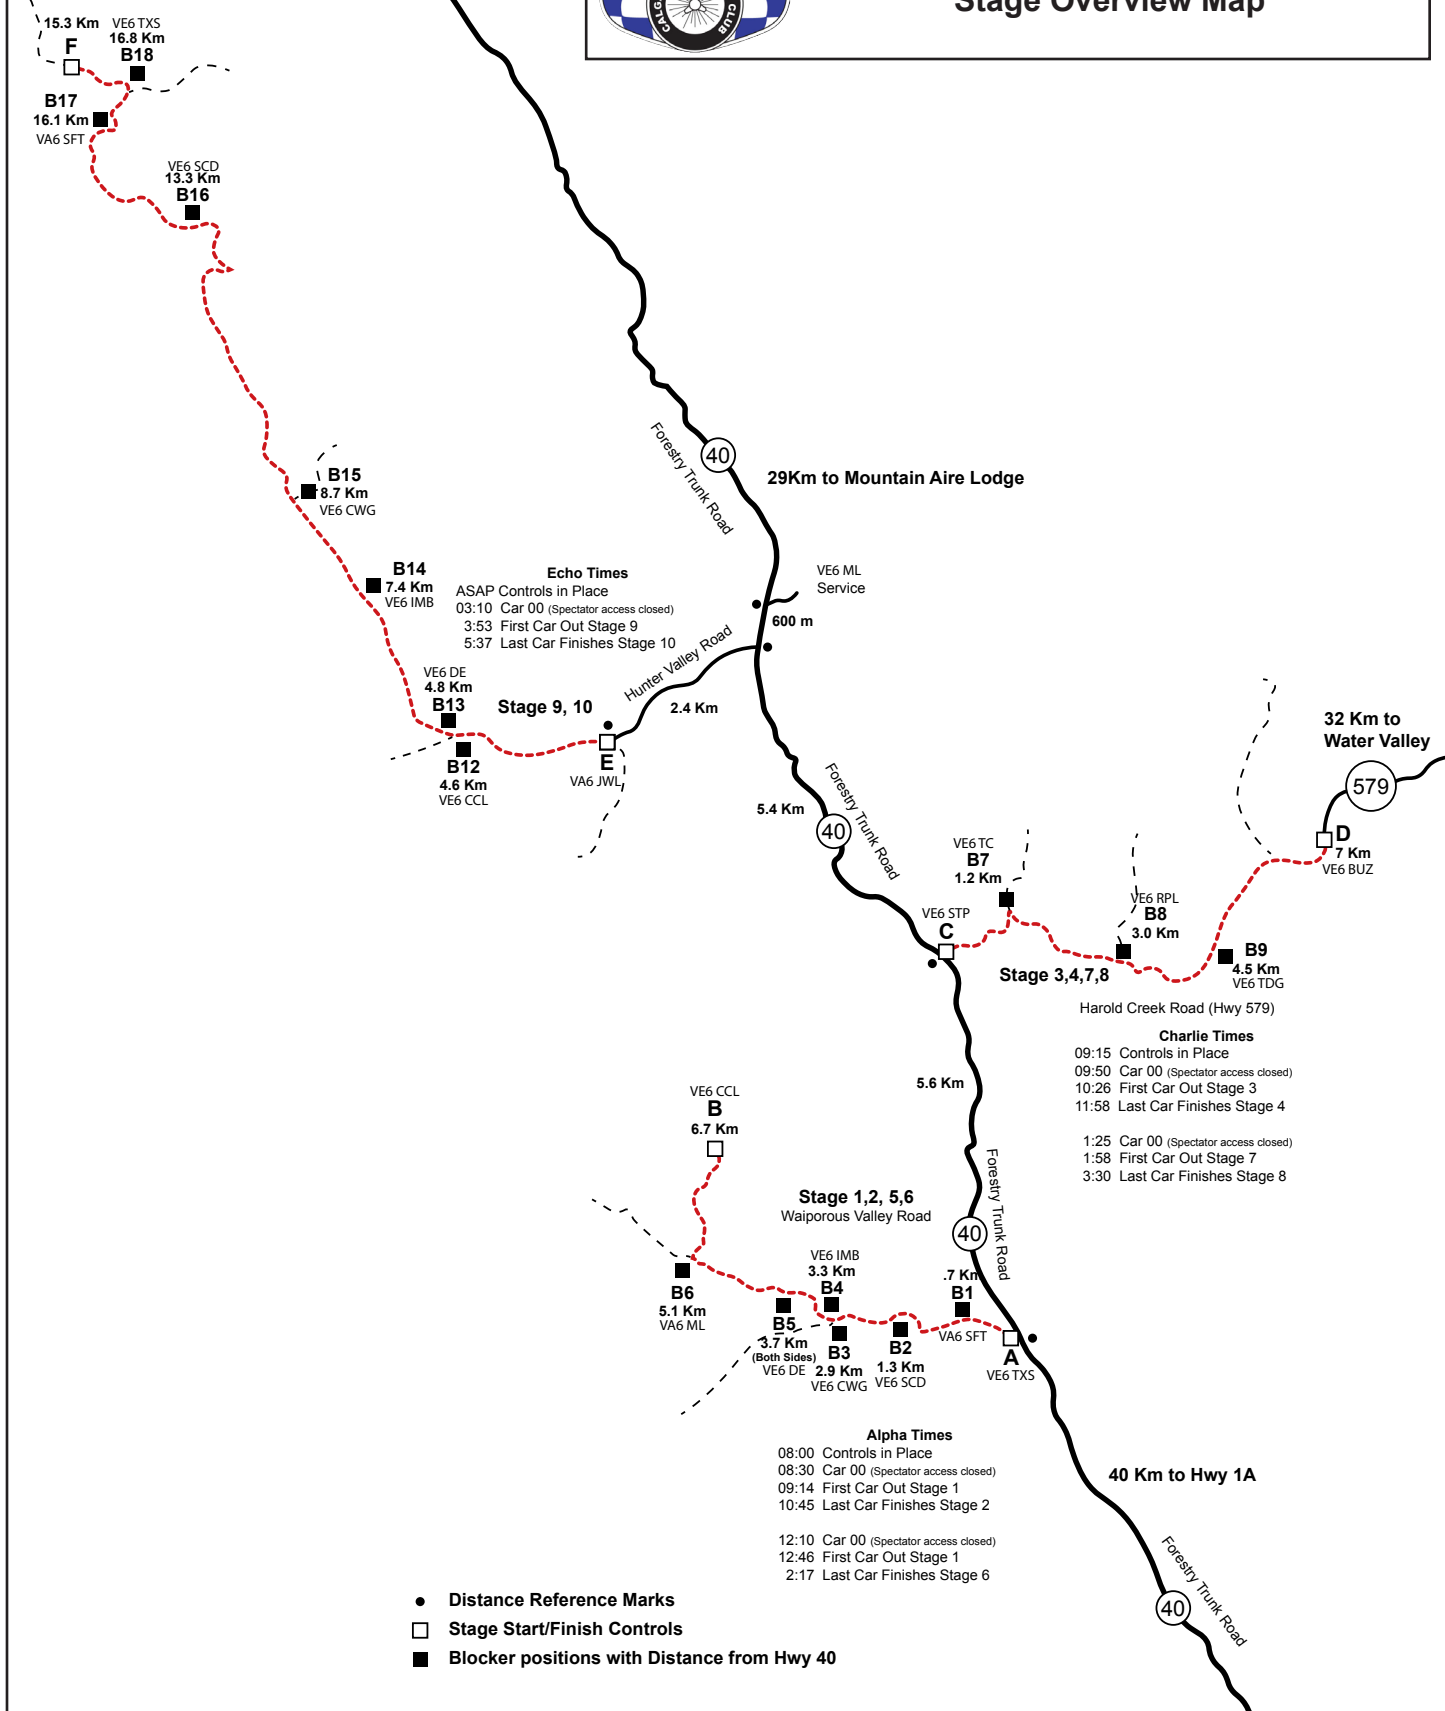 Stage Overview Map
CALG
CLUB
15.3 Km
F
VE6 TXS
16.8 Km
B18
B17
16.1 Km
VA6 SFT
VE6 SCD
13.3 Km
B16
B15
8.7 Km
VE6 CWG
B14
7.4 Km
VE6 IMB
VE6 DE
4.8 Km
B13
B12
4.6 Km
VE6 CCL
Echo Times
ASAP Controls in Place
03:10 Car 00 (Spectator access closed)
3:53 First Car Out Stage 9
5:37 Last Car Finishes Stage 10
Stage 9, 10
E
VA6 JWL
Hunter Valley Road
2.4 Km
Forestry Trunk Road
40
29Km to Mountain Aire Lodge
VE6 ML
Service
600 m
5.4 Km
40
Forestry Trunk Road
32 Km to
Water Valley
579
D
7 Km
VE6 BUZ
VE6 TC
B7
1.2 Km
VE6 STP
C
VE6 RPL
B8
3.0 Km
B9
4.5 Km
VE6 TDG
Stage 3,4,7,8
Harold Creek Road (Hwy 579)
Charlie Times
09:15 Controls in Place
09:50 Car 00 (Spectator access closed)
10:26 First Car Out Stage 3
11:58 Last Car Finishes Stage 4
1:25 Car 00 (Spectator access closed)
1:58 First Car Out Stage 7
3:30 Last Car Finishes Stage 8
5.6 Km
VE6 CCL
B
6.7 Km
Stage 1,2, 5,6
Waiporous Valley Road
40
Forestry Trunk Road
B6
5.1 Km
VA6 ML
B5
3.7 Km
(Both Sides)
VE6 DE
VE6 IMB
3.3 Km
B4
B3
2.9 Km
VE6 CWG
B2
1.3 Km
VE6 SCD
.7 Km
B1
VA6 SFT
A
VE6 TXS
Alpha Times
08:00 Controls in Place
08:30 Car 00 (Spectator access closed)
09:14 First Car Out Stage 1
10:45 Last Car Finishes Stage 2
12:10 Car 00 (Spectator access closed)
12:46 First Car Out Stage 1
2:17 Last Car Finishes Stage 6
40 Km to Hwy 1A
Forestry Trunk Road
40
Distance Reference Marks
Stage Start/Finish Controls
Blocker positions with Distance from Hwy 40